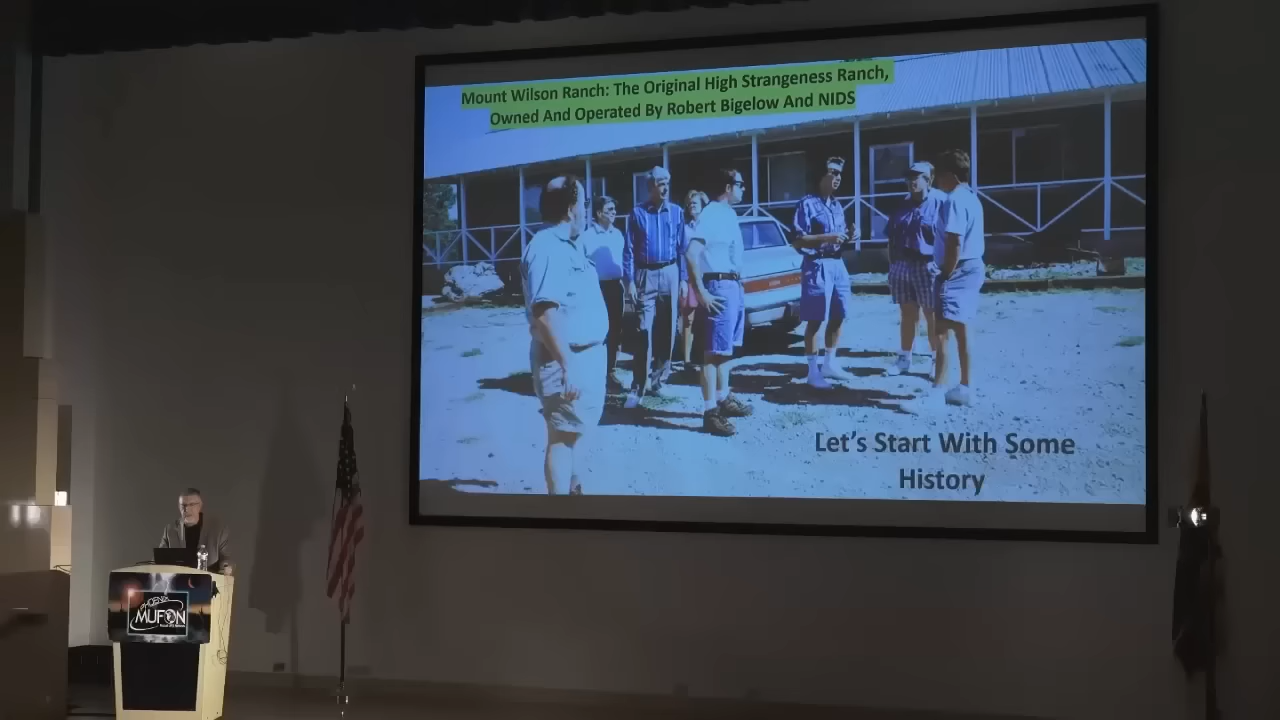 Mount Wilson Ranch: The Original High Strangeness Ranch,
Owned And Operated By Robert Bigelow And NIDS
Let's Start With Some
History
PHOENIX
MUFON